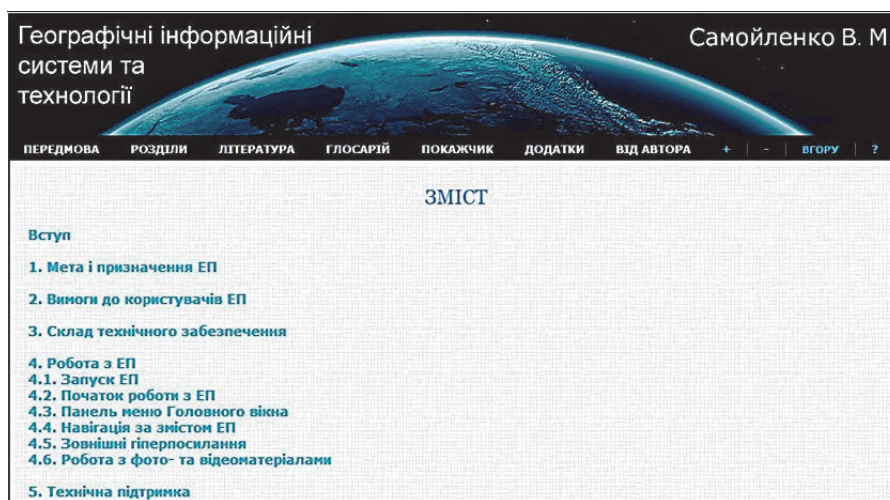 Географічні інформаційні
системи та
технології
Самойленко В. М
ПЕРЕДМОВА РОЗДІЛИ ЛІТЕРАТУРА ГЛОСАРІЙ ПОКАЖЧИК ДОДАТКИ ВІД АВТОРА + | - | ВГОРУ | ?
ЗМІСТ
Вступ
1. Мета і призначення ЕП
2. Вимоги до користувачів ЕП
3. Склад технічного забезпечення
4. Робота з ЕП
4.1. Запуск ЕП
4.2. Початок роботи з ЕП
4.3. Панель меню Головного вікна
4.4. Навігація за змістом ЕП
4.5. Зовнішні гіперпосилання
4.6. Робота з фото- та відеоматеріалами
5. Технічна підтримка